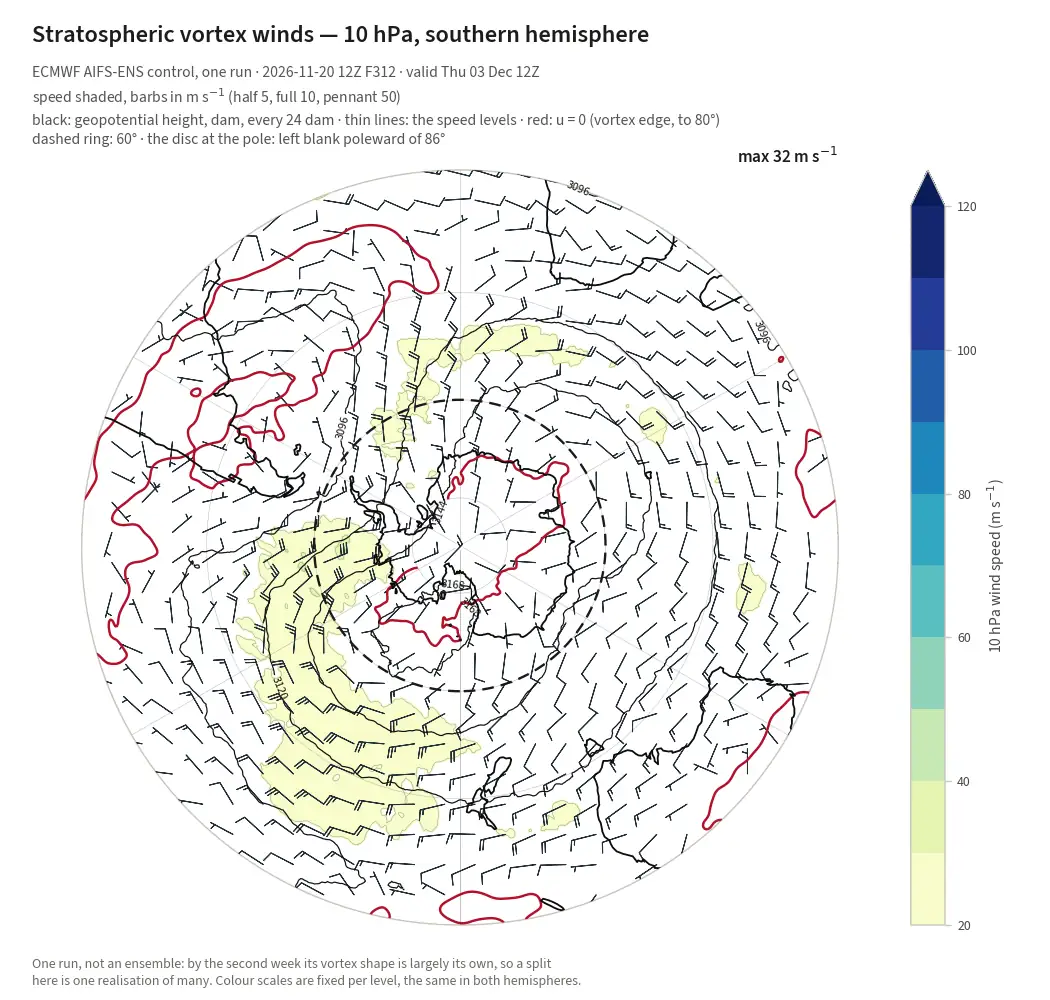 Stratospheric vortex winds — 10 hPa, southern hemisphere
ECMWF AIFS-ENS control, one run · 2026-11-20 12Z F312 · valid Thu 03 Dec 12Z
speed shaded, barbs in m s⁻¹ (half 5, full 10, pennant 50)
black: geopotential height, dam, every 24 dam · thin lines: the speed levels · red: u = 0 (vortex edge, to 80°)
dashed ring: 60° · the disc at the pole: left blank poleward of 86°
max 32 m s⁻¹
3096
3096
3096
3144
3168
3120
120
100
80
60
40
20
10 hPa wind speed (m s⁻¹)
One run, not an ensemble: by the second week its vortex shape is largely its own, so a split
here is one realisation of many. Colour scales are fixed per level, the same in both hemispheres.